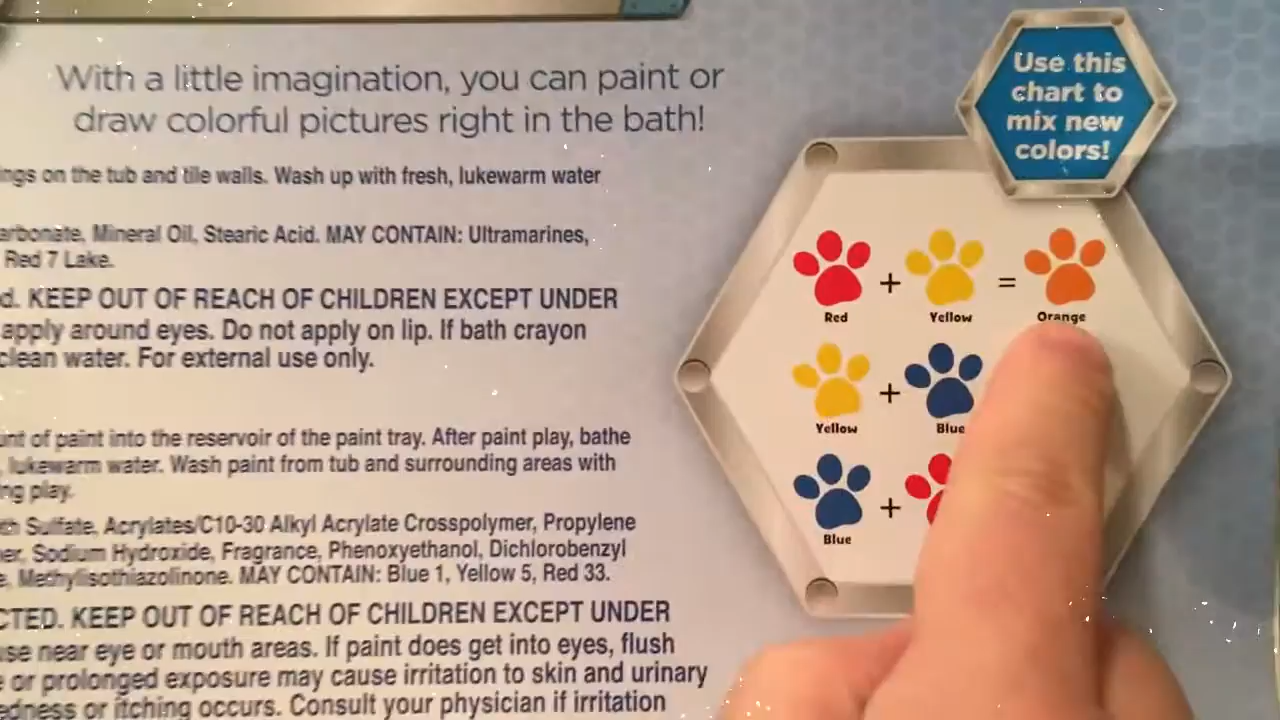 With a little imagination, you can paint or
draw colorful pictures right in the bath!
ings on the tub and tile walls. Wash up with fresh, lukewarm water
arbonate, Mineral Oil, Stearic Acid. MAY CONTAIN: Ultramarines,
Red 7 Lake.
d. KEEP OUT OF REACH OF CHILDREN EXCEPT UNDER
apply around eyes. Do not apply on lip. If bath crayon
clean water. For external use only.
unt of paint into the reservoir of the paint tray. After paint play, bathe
, lukewarm water. Wash paint from tub and surrounding areas with
ng play.
th Sulfate, Acrylates/C10-30 Alkyl Acrylate Crosspolymer, Propylene
er, Sodium Hydroxide, Fragrance, Phenoxyethanol, Dichlorobenzyl
e, Methylisothiazolinone. MAY CONTAIN: Blue 1, Yellow 5, Red 33.
CTED. KEEP OUT OF REACH OF CHILDREN EXCEPT UNDER
use near eye or mouth areas. If paint does get into eyes, flush
e or prolonged exposure may cause irritation to skin and urinary
edness or itching occurs. Consult your physician if irritation
Use this
chart to
mix new
colors!
+ =
Red Yellow Orange
+
Yellow Blue
+
Blue